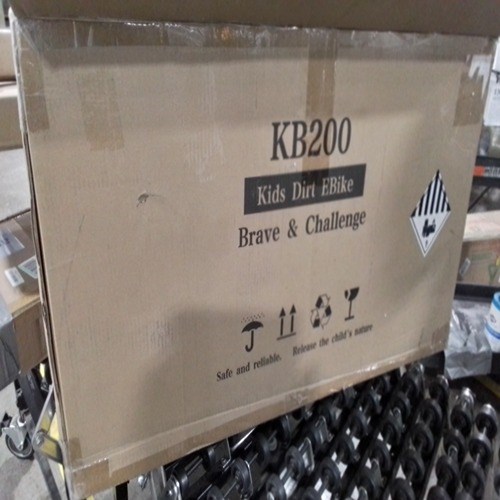 KB200
Kids Dirt EBike
Brave & Challenge
Safe and reliable. Release the child's nature